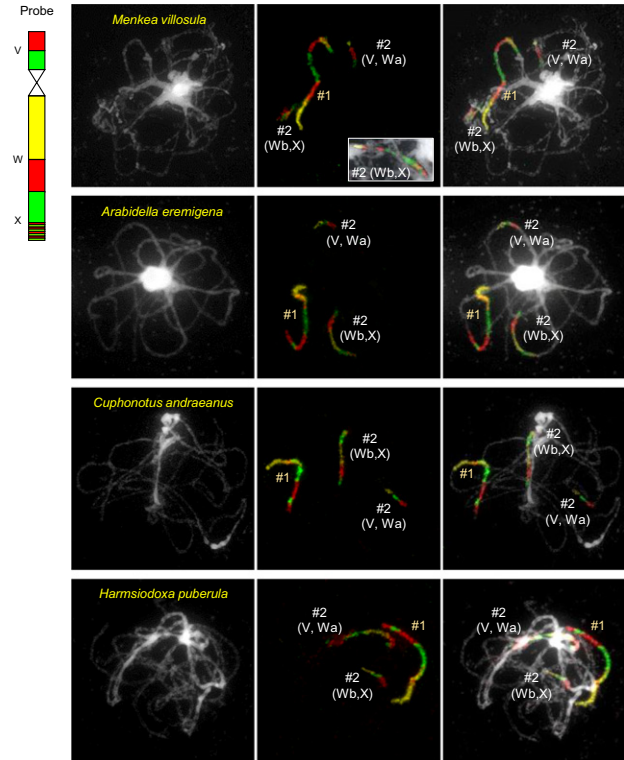 Probe
V
W
X
Menkea villosula
#2
(V, Wa)
#1
#2
(Wb,X)
#2 (Wb,X)
#2
(V, Wa)
#1
#2
(Wb,X)
Arabidella eremigena
#2
(V, Wa)
#1
#2
(Wb,X)
#2
(V, Wa)
#1
#2
(Wb,X)
Cuphonotus andraeanus
#2
(Wb,X)
#1
#2
(V, Wa)
#2
(Wb,X)
#1
#2
(V, Wa)
Harmsiodoxa puberula
#2
(V, Wa)
#1
#2
(Wb,X)
#2
(V, Wa)
#1
#2
(Wb,X)